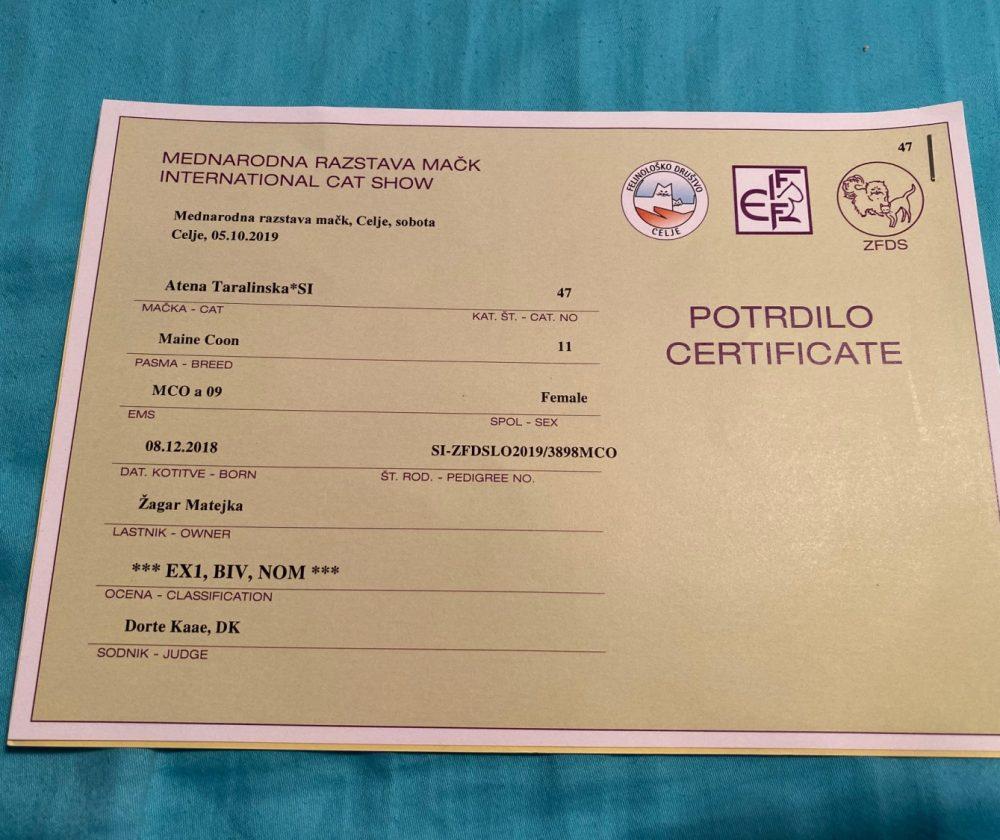 MEDNARODNA RAZSTAVA MAČK
INTERNATIONAL CAT SHOW
Mednarodna razstava mačk, Celje, sobota
Celje, 05.10.2019
Atena Taralinska*SI 47
MAČKA - CAT KAT. ŠT. - CAT. NO
Maine Coon 11
PASMA - BREED
MCO a 09 Female
EMS SPOL - SEX
08.12.2018 SI-ZFDSLO2019/3898MCO
DAT. KOTITVE - BORN ŠT. ROD. - PEDIGREE NO.
Žagar Matejka
LASTNIK - OWNER
*** EX1, BIV, NOM ***
OCENA - CLASSIFICATION
Dorte Kaae, DK
SODNIK - JUDGE
47
FELINOLOŠKO DRUŠTVO
CELJE
FIFE
ZFDS
POTRDILO
CERTIFICATE